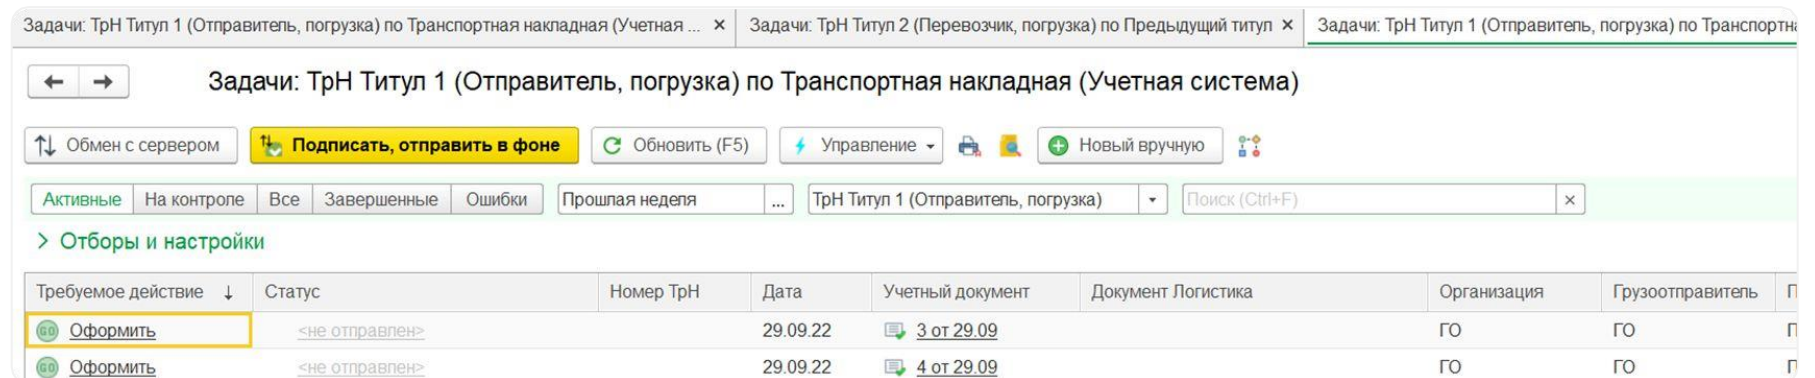 Задачи: ТрН Титул 1 (Отправитель, погрузка) по Транспортная накладная (Учетная ... × Задачи: ТрН Титул 2 (Перевозчик, погрузка) по Предыдущий титул × Задачи: ТрН Титул 1 (Отправитель, погрузка) по
Задачи: ТрН Титул 1 (Отправитель, погрузка) по Транспортная накладная (Учетная система)
Обмен с сервером Подписать, отправить в фоне Обновить (F5) Управление Новый вручную
Активные На контроле Все Завершенные Ошибки Прошлая неделя ... ТрН Титул 1 (Отправитель, погрузка) Поиск (Ctrl+F) ×
> Отборы и настройки
Требуемое действие ↓ Статус Номер ТрН Дата Учетный документ Документ Логистика Организация Грузоотправитель
GO Оформить <не отправлен> 29.09.22 3 от 29.09 ГО ГО
GO Оформить <не отправлен> 29.09.22 4 от 29.09 ГО ГО